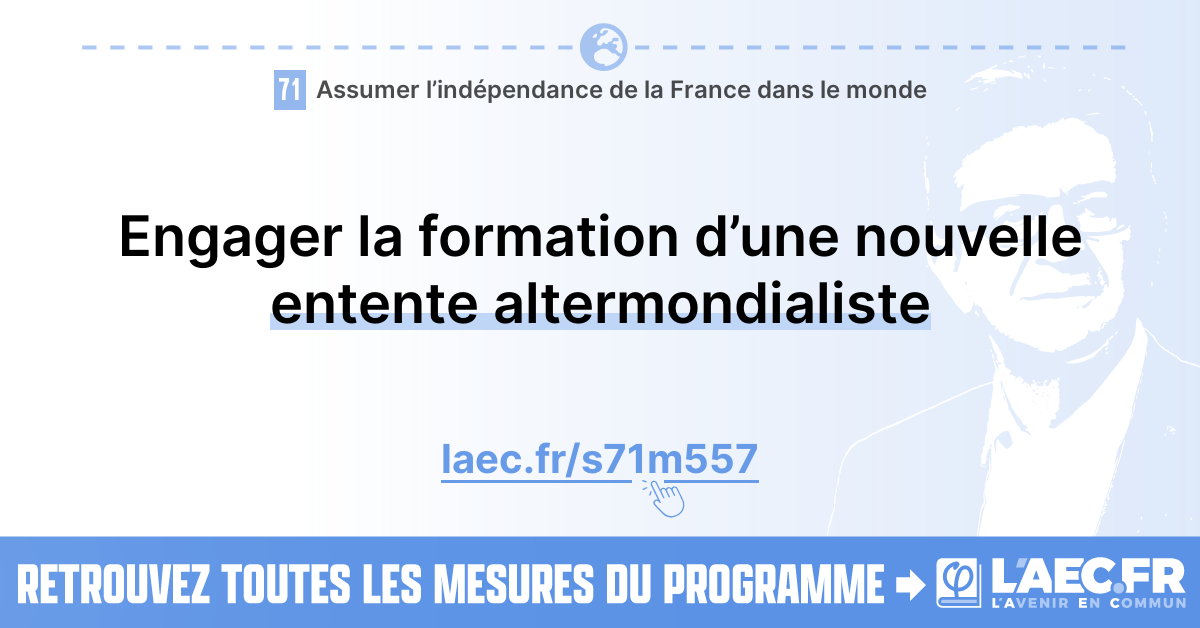 71 Assumer l’indépendance de la France dans le monde
Engager la formation d’une nouvelle
entente altermondialiste
laec.fr/s71m557
RETROUVEZ TOUTES LES MESURES DU PROGRAMME
φ L'AEC.FR
L'AVENIR EN COMMUN